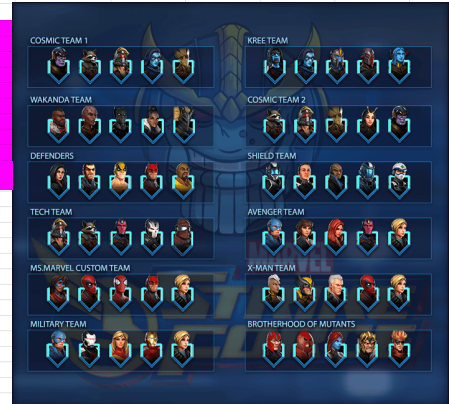 COSMIC TEAM 1
KREE TEAM
WAKANDA TEAM
COSMIC TEAM 2
DEFENDERS
SHIELD TEAM
TECH TEAM
AVENGER TEAM
MARVEL
MS.MARVEL CUSTOM TEAM
X-MAN TEAM
MILITARY TEAM
BROTHERHOOD OF MUTANTS